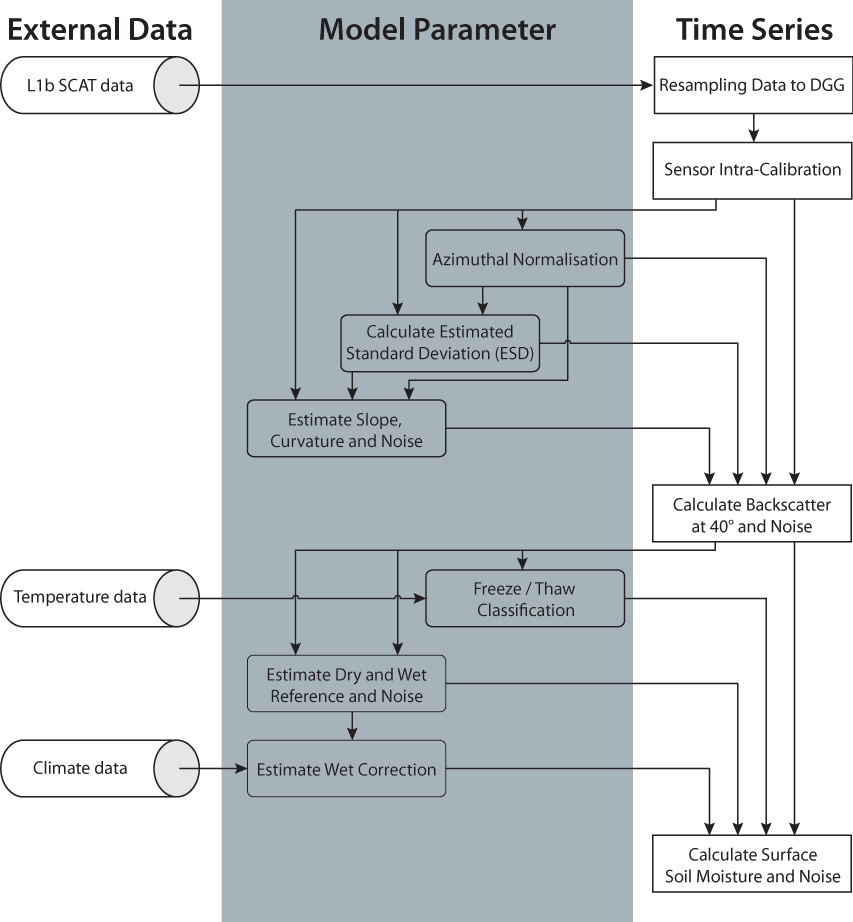 External Data
Model Parameter
Time Series
L1b SCAT data
Resampling Data to DGG
Sensor Intra-Calibration
Azimuthal Normalisation
Calculate Estimated
Standard Deviation (ESD)
Estimate Slope,
Curvature and Noise
Calculate Backscatter
at 40° and Noise
Temperature data
Freeze / Thaw
Classification
Estimate Dry and Wet
Reference and Noise
Climate data
Estimate Wet Correction
Calculate Surface
Soil Moisture and Noise